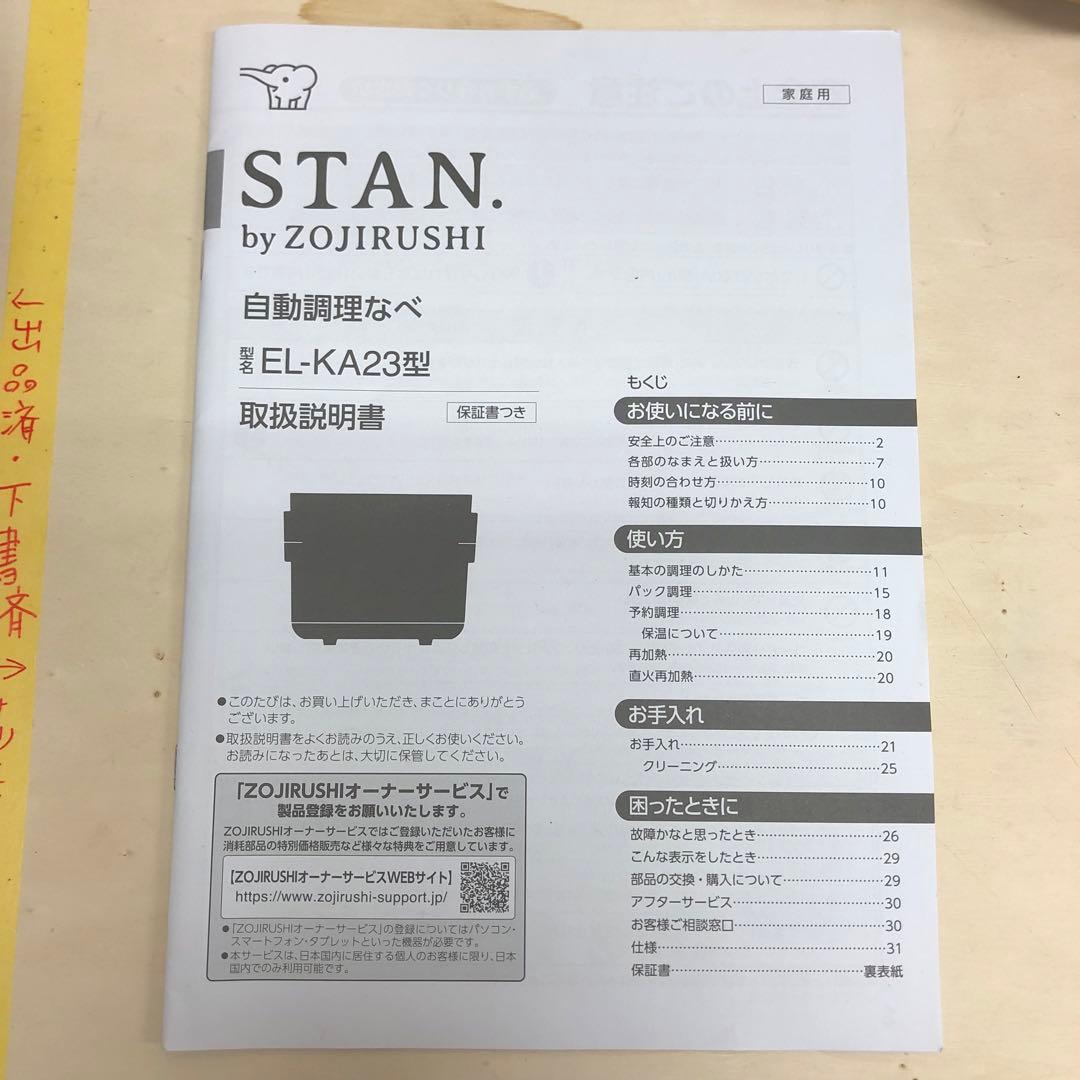 家庭用
STAN.
by ZOJIRUSHI
自動調理なべ
型名 EL-KA23型
取扱説明書 保証書つき
●このたびは、お買い上げいただき、まことにありがとう
ございます。
●取扱説明書をよくお読みのうえ、正しくお使いください。
お読みになったあとは、大切に保管してください。
「ZOJIRUSHIオーナーサービス」で
製品登録をお願いいたします。
ZOJIRUSHIオーナーサービスではご登録いただいたお客様に
消耗部品の特別価格販売など様々な特典をご用意しています。
【ZOJIRUSHIオーナーサービスWEBサイト】
https://www.zojirushi-support.jp/
●「ZOJIRUSHIオーナーサービス」の登録についてはパソコン・
スマートフォン・タブレットといった機器が必要です。
●本サービスは、日本国内に居住する個人のお客様に限り、日本
国内でのみ利用可能です。
もくじ
お使いになる前に
安全上のご注意……………………………2
各部のなまえと扱い方……………………7
時刻の合わせ方……………………………10
報知の種類と切りかえ方…………………10
使い方
基本の調理のしかた………………………11
パック調理…………………………………15
予約調理……………………………………18
保温について………………………………19
再加熱………………………………………20
直火再加熱…………………………………20
お手入れ
お手入れ……………………………………21
クリーニング………………………………25
困ったときに
故障かなと思ったとき……………………26
こんな表示をしたとき……………………29
部品の交換・購入について………………29
アフターサービス…………………………30
お客様ご相談窓口…………………………30
仕様…………………………………………31
保証書………………………………………裏表紙
←出品済・下書済→